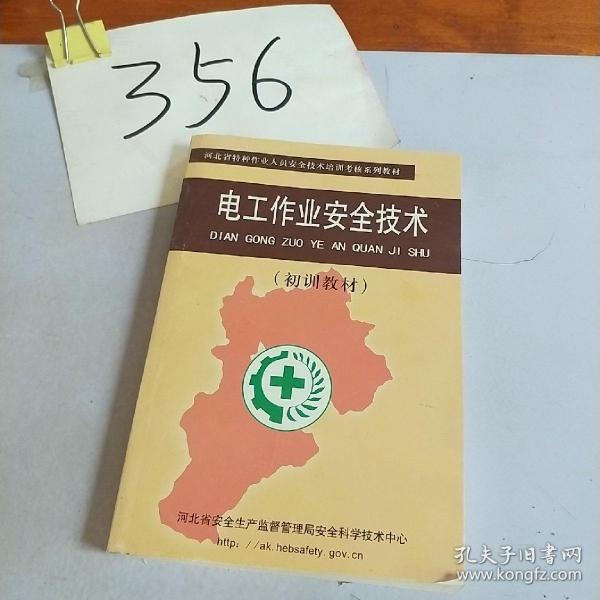 356
河北省特种作业人员安全技术培训考核系列教材
电工作业安全技术
DIAN GONG ZUO YE AN QUAN JI SHU
(初训教材)
河北省安全生产监督管理局安全科学技术中心
http://ak.hebsafety.gov.cn
孔夫子旧书网
www.kongfz.com